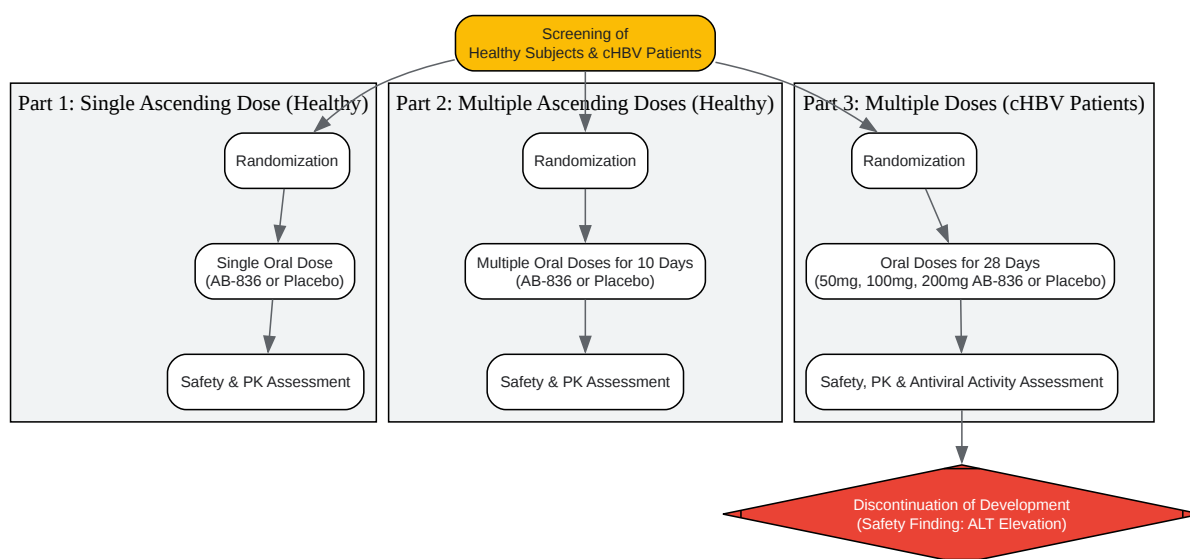 Screening of
Healthy Subjects & cHBV Patients
Part 1: Single Ascending Dose (Healthy)
Randomization
Single Oral Dose
(AB-836 or Placebo)
Safety & PK Assessment
Part 2: Multiple Ascending Doses (Healthy)
Randomization
Multiple Oral Doses for 10 Days
(AB-836 or Placebo)
Safety & PK Assessment
Part 3: Multiple Doses (cHBV Patients)
Randomization
Oral Doses for 28 Days
(50mg, 100mg, 200mg AB-836 or Placebo)
Safety, PK & Antiviral Activity Assessment
Discontinuation of Development
(Safety Finding: ALT Elevation)